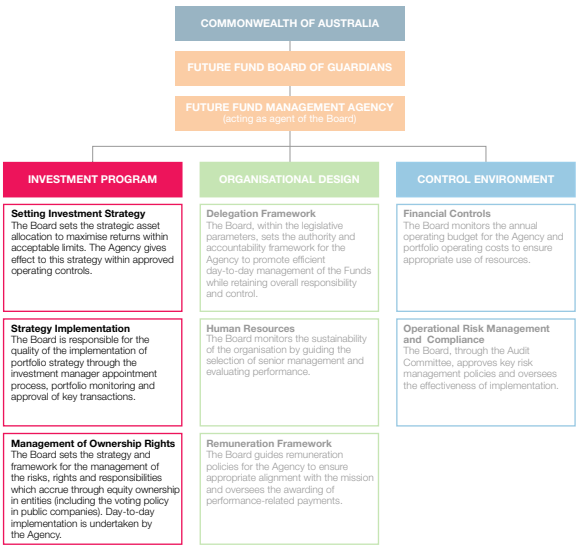 COMMONWEALTH OF AUSTRALIA
FUTURE FUND BOARD OF GUARDIANS
FUTURE FUND MANAGEMENT AGENCY
(acting as agent of the Board)
INVESTMENT PROGRAM
Setting Investment Strategy
The Board sets the strategic asset
allocation to maximise returns within
acceptable limits. The Agency gives
effect to this strategy within approved
operating controls.
Strategy Implementation
The Board is responsible for the
quality of the implementation of
portfolio strategy through the
investment manager appointment
process, portfolio monitoring and
approval of key transactions.
Management of Ownership Rights
The Board sets the strategy and
framework for the management of
the risks, rights and responsibilities
which accrue through equity ownership
in entities (including the voting policy
in public companies). Day-to-day
implementation is undertaken by
the Agency.
ORGANISATIONAL DESIGN
Delegation Framework
The Board, within the legislative
parameters, sets the authority and
accountability framework for the
Agency to promote efficient
day-to-day management of the Funds
while retaining overall responsibility
and control.
Human Resources
The Board monitors the sustainability
of the organisation by guiding the
selection of senior management and
evaluating performance.
Remuneration Framework
The Board guides remuneration
policies for the Agency to ensure
appropriate alignment with the mission
and oversees the awarding of
performance-related payments.
CONTROL ENVIRONMENT
Financial Controls
The Board monitors the annual
operating budget for the Agency and
portfolio operating costs to ensure
appropriate use of resources.
Operational Risk Management
and Compliance
The Board, through the Audit
Committee, approves key risk
management policies and oversees
the effectiveness of implementation.